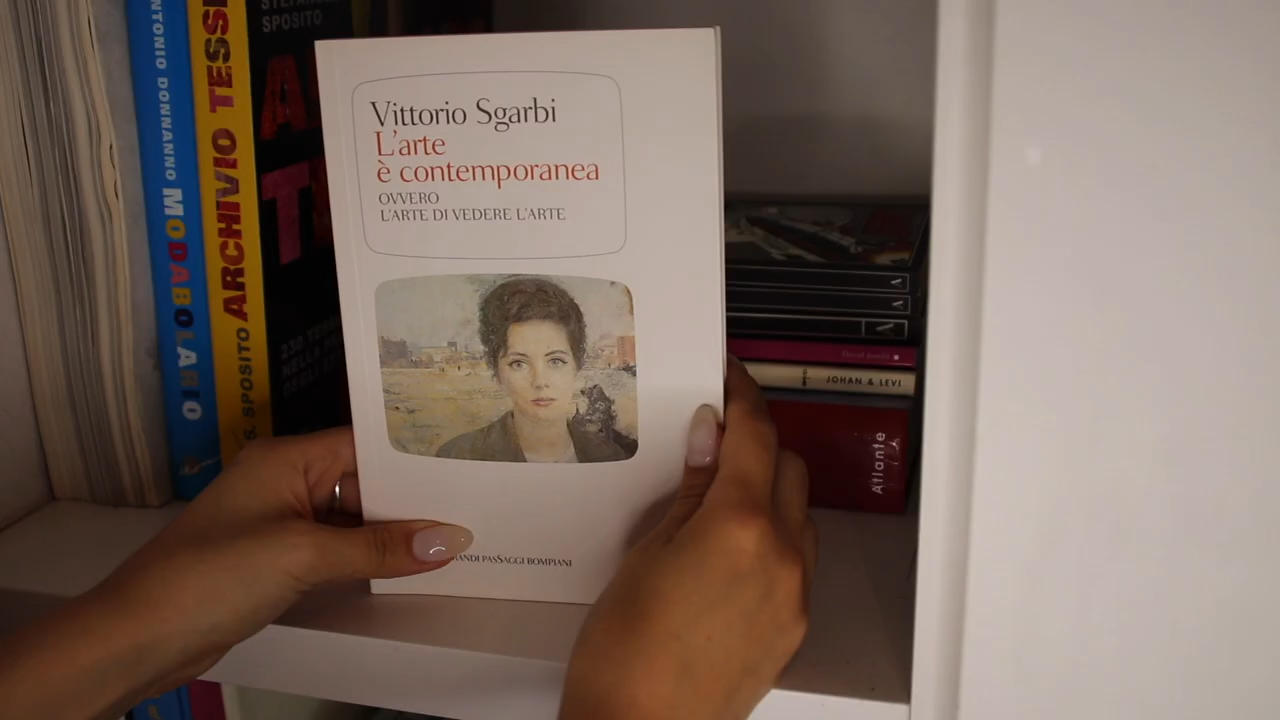 ANTONIO DONNANNO MODABOLARIO
S. SPOSITO ARCHIVIO TESSI
SPOSITO
Vittorio Sgarbi
L'arte
è contemporanea
OVVERO
L'ARTE DI VEDERE L'ARTE
RANDI PASSAGGI BOMPIANI
JOHAN & LEVI
Atlante